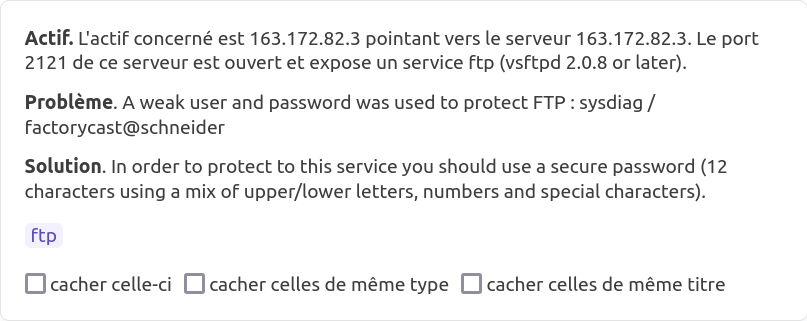 Actif. L'actif concerné est 163.172.82.3 pointant vers le serveur 163.172.82.3. Le port
2121 de ce serveur est ouvert et expose un service ftp (vsftpd 2.0.8 or later).
Problème. A weak user and password was used to protect FTP : sysdiag /
factorycast@schneider
Solution. In order to protect to this service you should use a secure password (12
characters using a mix of upper/lower letters, numbers and special characters).
ftp
cacher celle-ci cacher celles de même type cacher celles de même titre